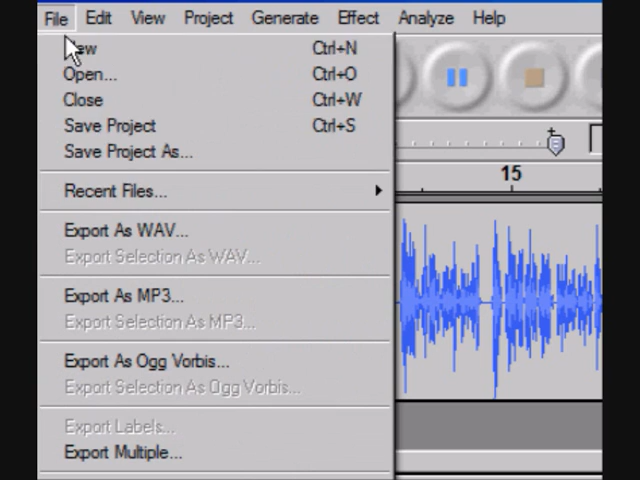 File Edit View Project Generate Effect Analyze Help
ew Ctrl+N
Open... Ctrl+O
Close Ctrl+W
Save Project Ctrl+S
Save Project As...
15
Recent Files...
Export As WAV...
Export Selection As WAV...
Export As MP3...
Export Selection As MP3...
Export As Ogg Vorbis...
Export Selection As Ogg Vorbis...
Export Labels...
Export Multiple...